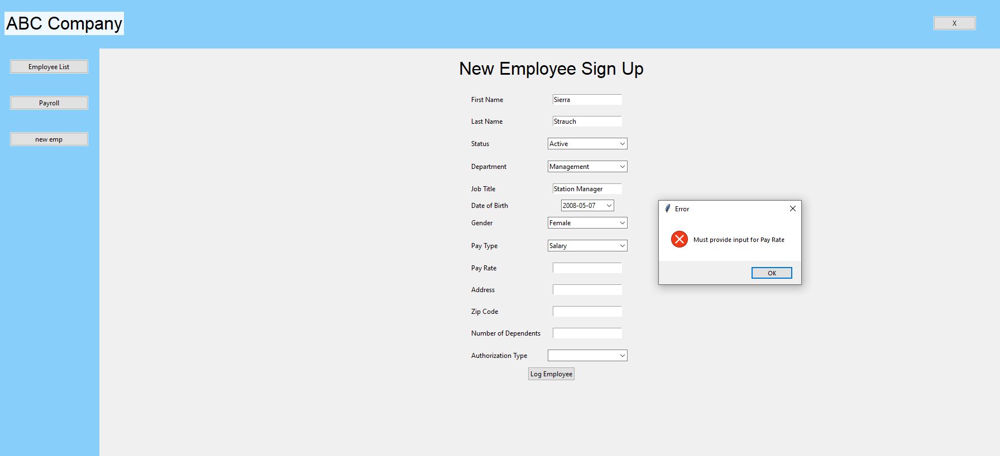 ABC Company
X
Employee List
Payroll
new emp
New Employee Sign Up
First Name Sierra
Last Name Strauch
Status Active
Department Management
Job Title Station Manager
Date of Birth 2008-05-07
Gender Female
Pay Type Salary
Pay Rate
Address
Zip Code
Number of Dependents
Authorization Type
Log Employee
Error
Must provide input for Pay Rate
OK